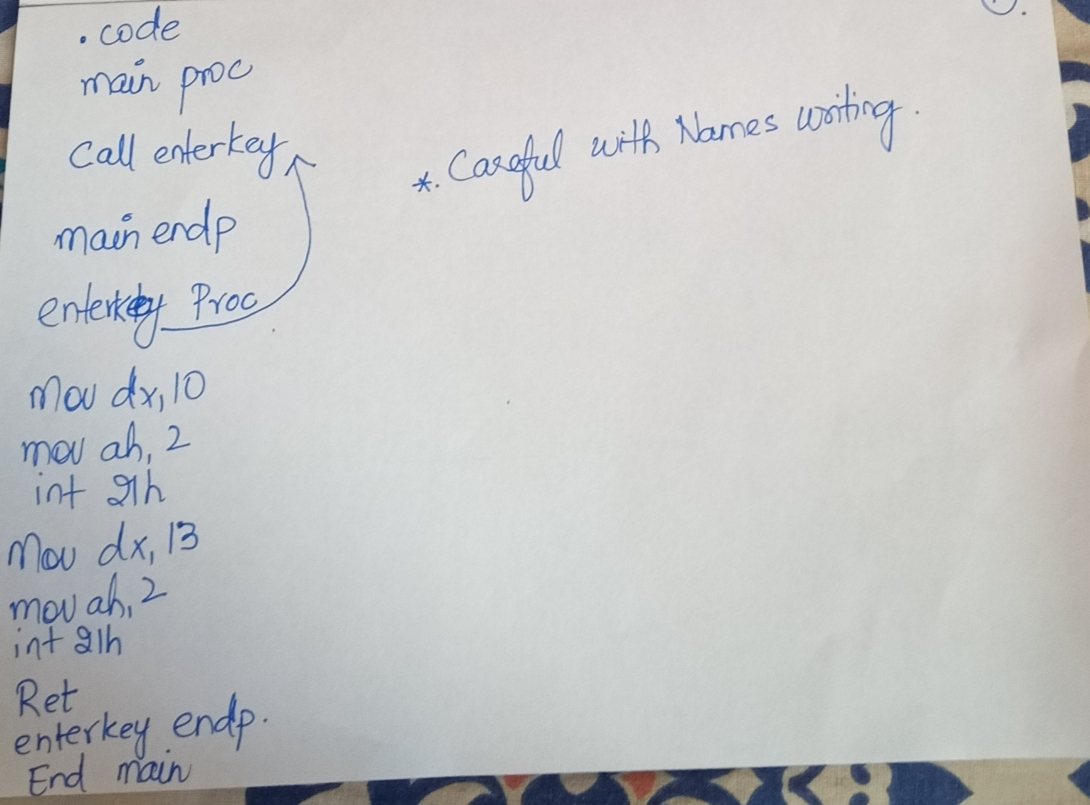 .code
main proc
Call enterkey
*. Careful with Names writing.
main endp
enterkey Proc
Mov dx, 10
mov ah, 2
int 21h
Mov dx, 13
mov ah, 2
int 21h
Ret
enterkey endp.
End main